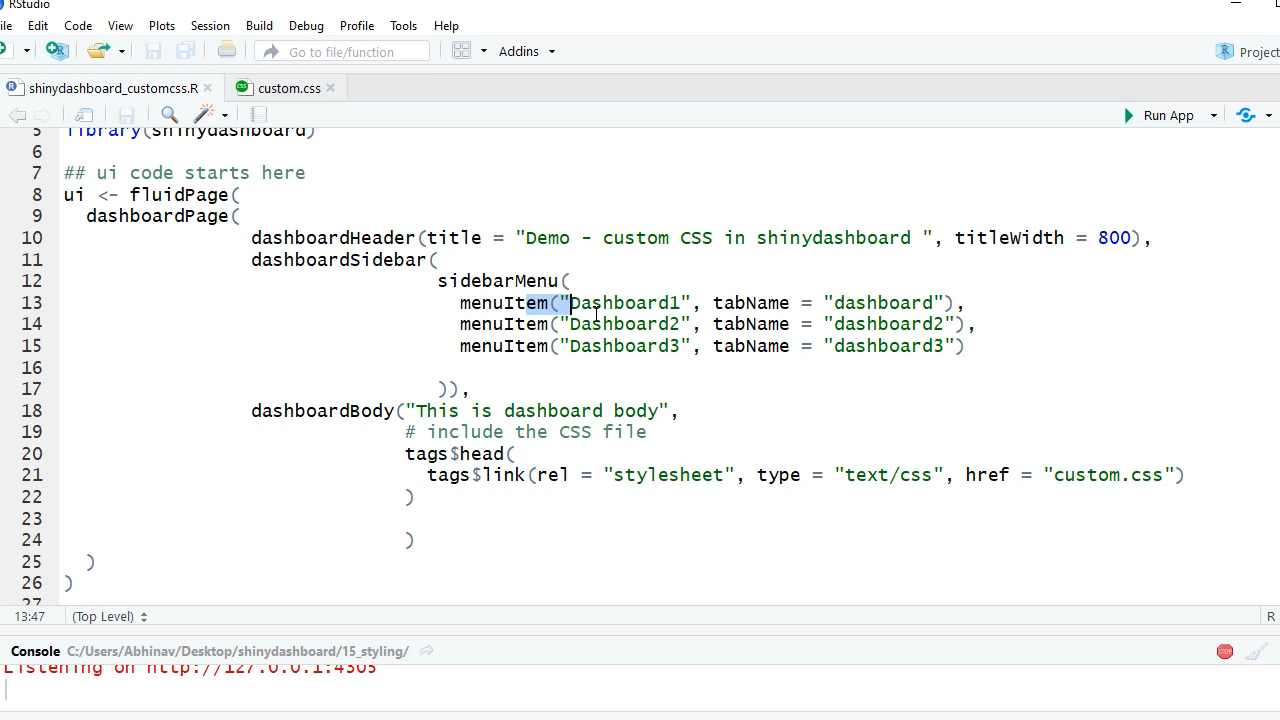 RStudio
ile Edit Code View Plots Session Build Debug Profile Tools Help
Go to file/function Addins Project
shinydashboard_customcss.R custom.css
Run App
5 library(shinydashboard)
6
7 ## ui code starts here
8 ui <- fluidPage(
9 dashboardPage(
10 dashboardHeader(title = "Demo - custom CSS in shinydashboard ", titleWidth = 800),
11 dashboardSidebar(
12 sidebarMenu(
13 menuItem("Dashboard1", tabName = "dashboard"),
14 menuItem("Dashboard2", tabName = "dashboard2"),
15 menuItem("Dashboard3", tabName = "dashboard3")
16
17 )),
18 dashboardBody("This is dashboard body",
19 # include the CSS file
20 tags$head(
21 tags$link(rel = "stylesheet", type = "text/css", href = "custom.css")
22 )
23
24 )
25 )
26 )
27
13:47 (Top Level) R
Console C:/Users/Abhinav/Desktop/shinydashboard/15_styling/ STOP
Listening on http://127.0.0.1:4305